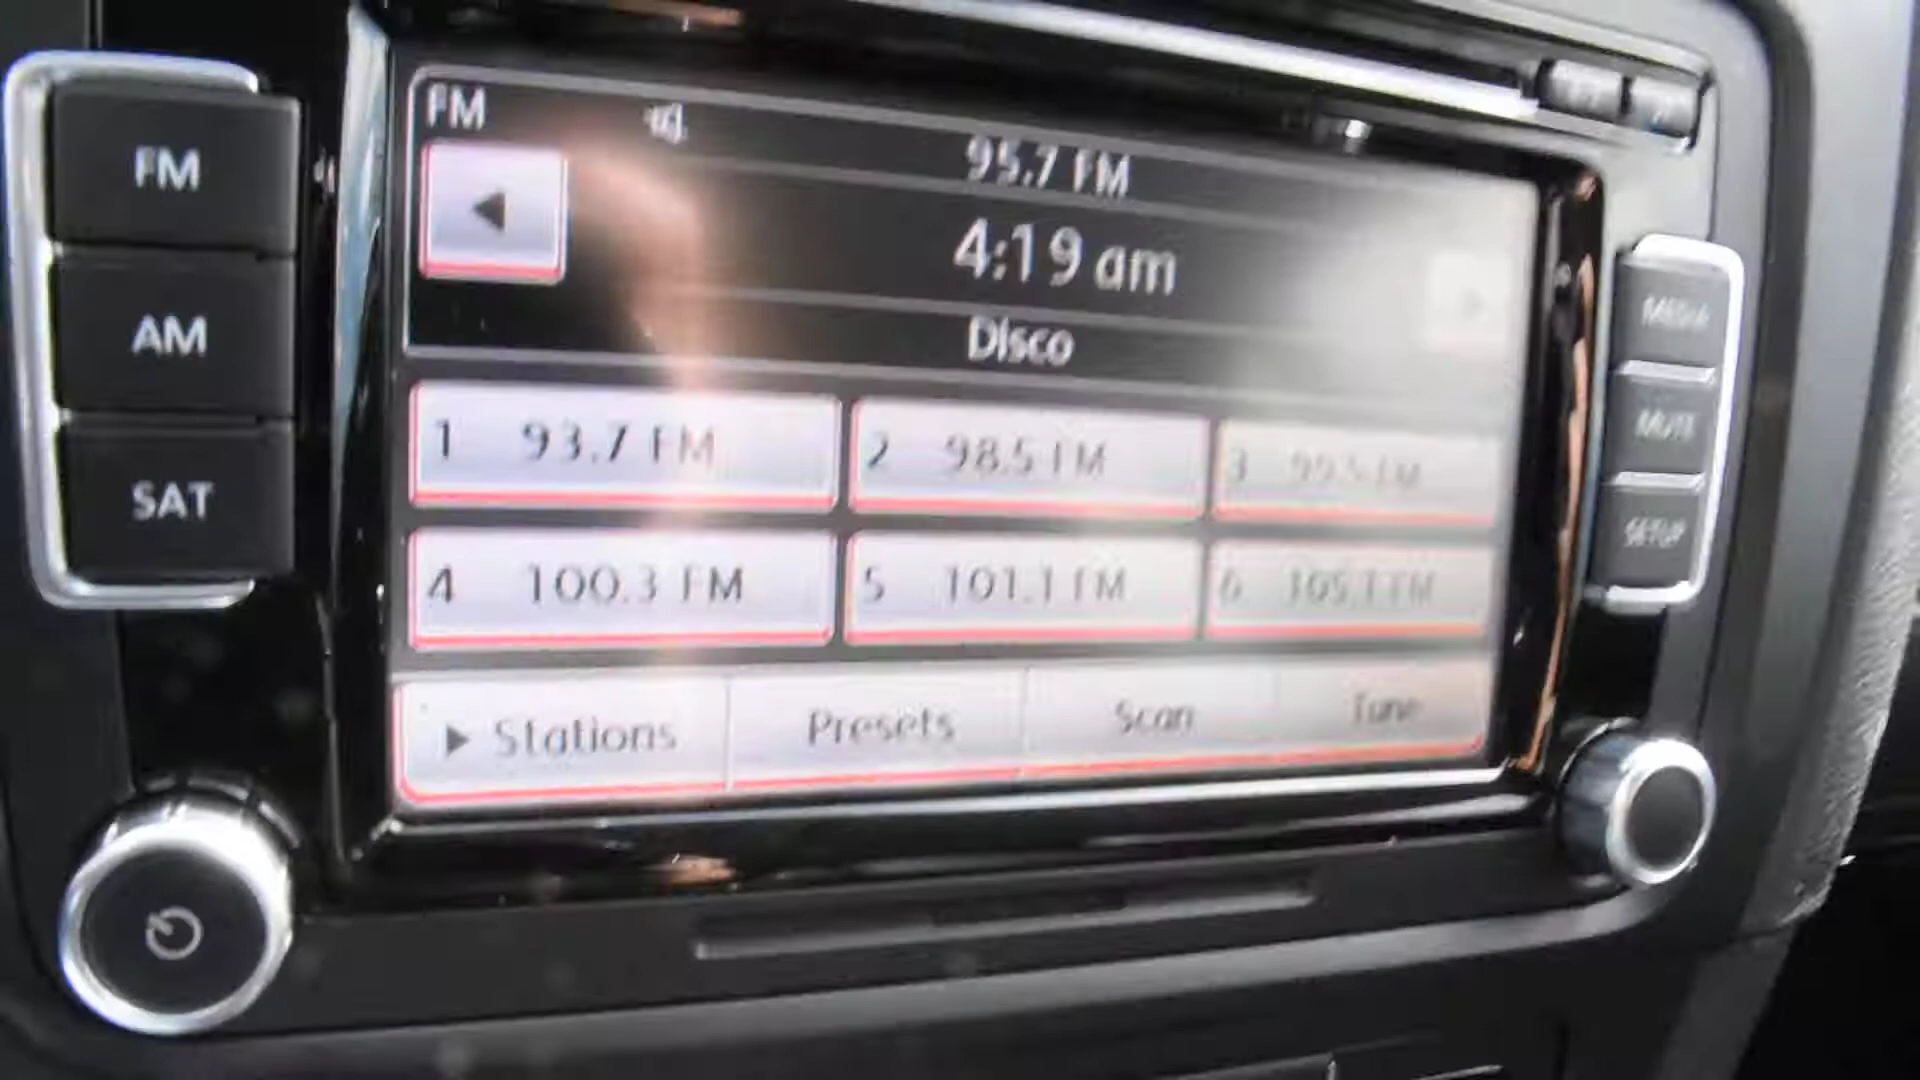 FM
AM
SAT
FM
95.7 FM
4:19 am
Disco
1 93.7 FM
2 98.5 FM
3 99.5 FM
4 100.3 FM
5 101.1 FM
6 105.1 FM
Stations
Presets
Scan
Tune
MEDIA
MUTE
SETUP